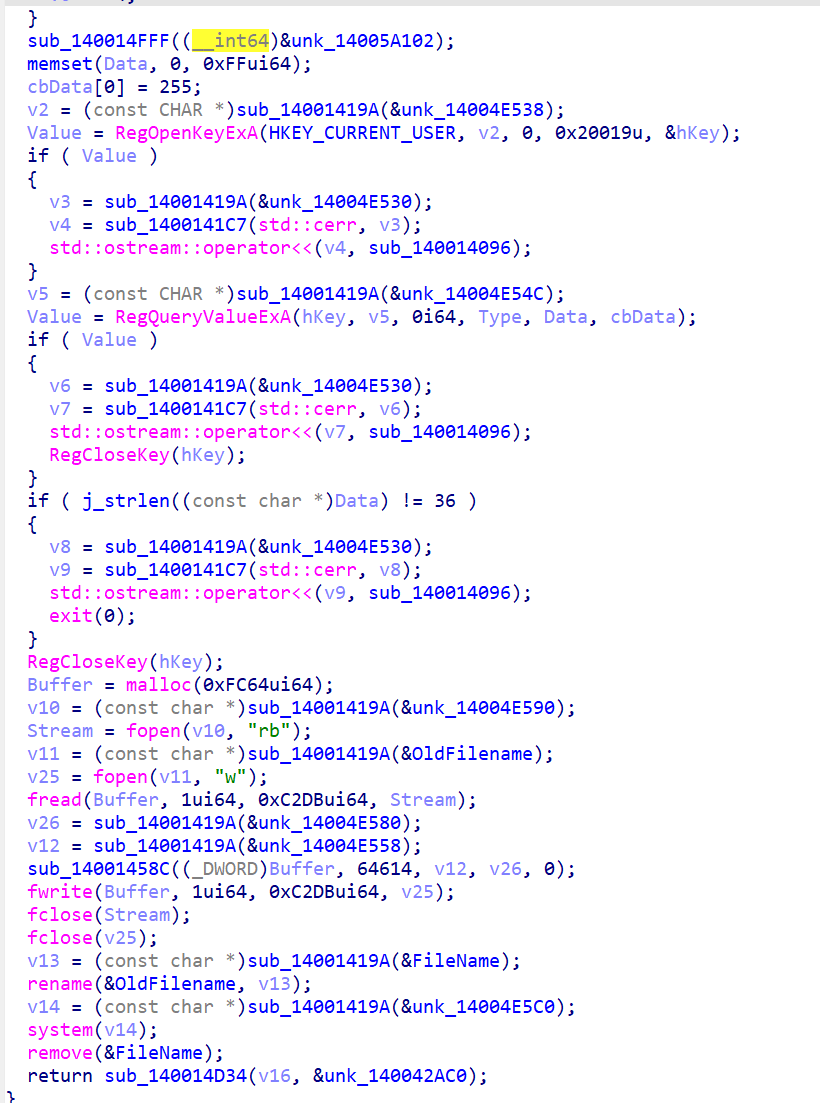 }
sub_140014FFF((__int64)&unk_14005A102);
memset(Data, 0, 0xFFui64);
cbData[0] = 255;
v2 = (const CHAR *)sub_14001419A(&unk_14004E538);
Value = RegOpenKeyExA(HKEY_CURRENT_USER, v2, 0, 0x20019u, &hKey);
if ( Value )
{
v3 = sub_14001419A(&unk_14004E530);
v4 = sub_1400141C7(std::cerr, v3);
std::ostream::operator<<(v4, sub_140014096);
}
v5 = (const CHAR *)sub_14001419A(&unk_14004E54C);
Value = RegQueryValueExA(hKey, v5, 0i64, Type, Data, cbData);
if ( Value )
{
v6 = sub_14001419A(&unk_14004E530);
v7 = sub_1400141C7(std::cerr, v6);
std::ostream::operator<<(v7, sub_140014096);
RegCloseKey(hKey);
}
if ( j_strlen((const char *)Data) != 36 )
{
v8 = sub_14001419A(&unk_14004E530);
v9 = sub_1400141C7(std::cerr, v8);
std::ostream::operator<<(v9, sub_140014096);
exit(0);
}
RegCloseKey(hKey);
Buffer = malloc(0xFC64ui64);
v10 = (const char *)sub_14001419A(&unk_14004E590);
Stream = fopen(v10, "rb");
v11 = (const char *)sub_14001419A(&OldFilename);
v25 = fopen(v11, "w");
fread(Buffer, 1ui64, 0xC2DBui64, Stream);
v26 = sub_14001419A(&unk_14004E580);
v12 = sub_14001419A(&unk_14004E558);
sub_14001458C((_DWORD)Buffer, 64614, v12, v26, 0);
fwrite(Buffer, 1ui64, 0xC2DBui64, v25);
fclose(Stream);
fclose(v25);
v13 = (const char *)sub_14001419A(&FileName);
rename(&OldFilename, v13);
v14 = (const char *)sub_14001419A(&unk_14004E5C0);
system(v14);
remove(&FileName);
return sub_140014D34(v16, &unk_140042AC0);
}